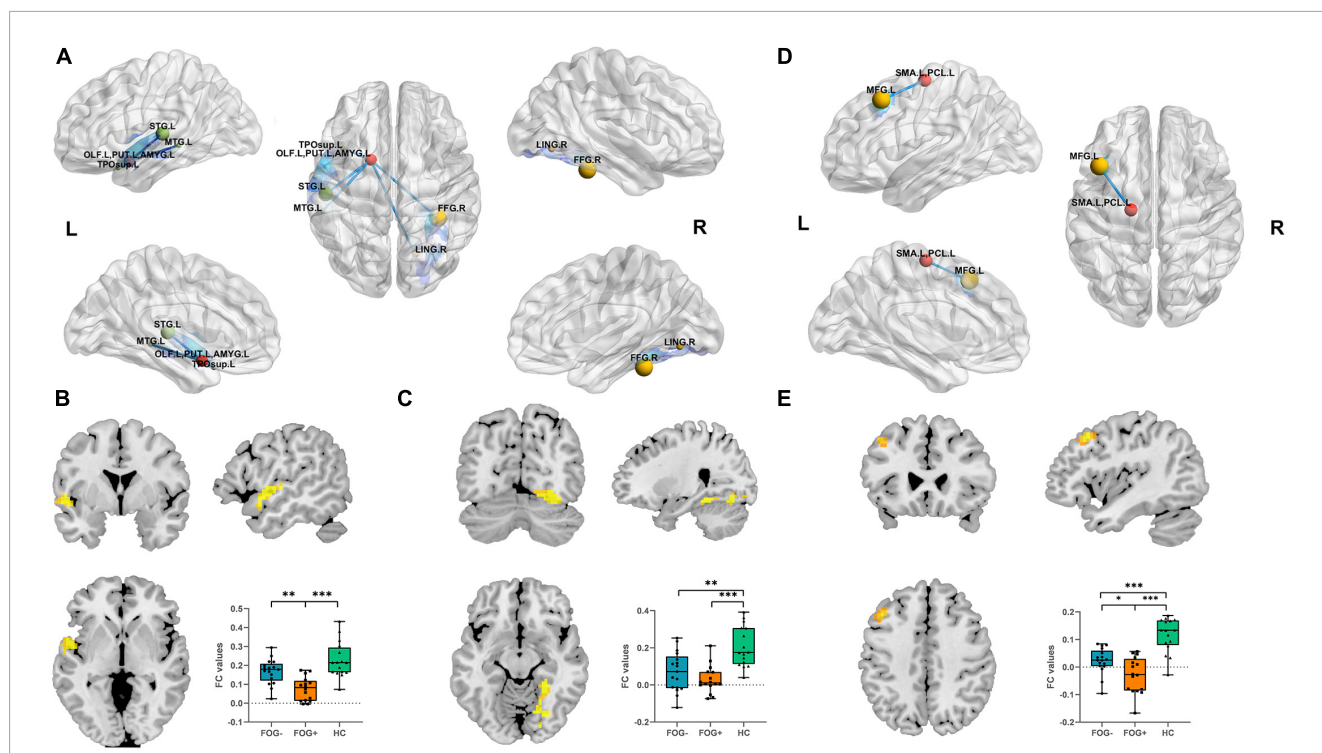 A
STG.L
MTG.L
OLF.L,PUT.L,AMYG.L
TPOsup.L
TPOsup.L
OLF.L,PUT.L,AMYG.L
STG.L
MTG.L
FFG.R
LING.R
LING.R
FFG.R
L
R
STG.L
MTG.L
OLF.L,PUT.L,AMYG.L
TPOsup.L
LING.R
FFG.R
D
SMA.L,PCL.L
MFG.L
MFG.L
SMA.L,PCL.L
L
R
SMA.L,PCL.L
MFG.L
B
** ***
0.5
0.4
0.3
0.2
0.1
0.0
-0.1
FC values
FOG- FOG+ HC
C
**
***
0.4
0.2
0.0
-0.2
FC values
FOG- FOG+ HC
E
***
* ***
0.2
0.1
0.0
-0.1
-0.2
FC values
FOG- FOG+ HC